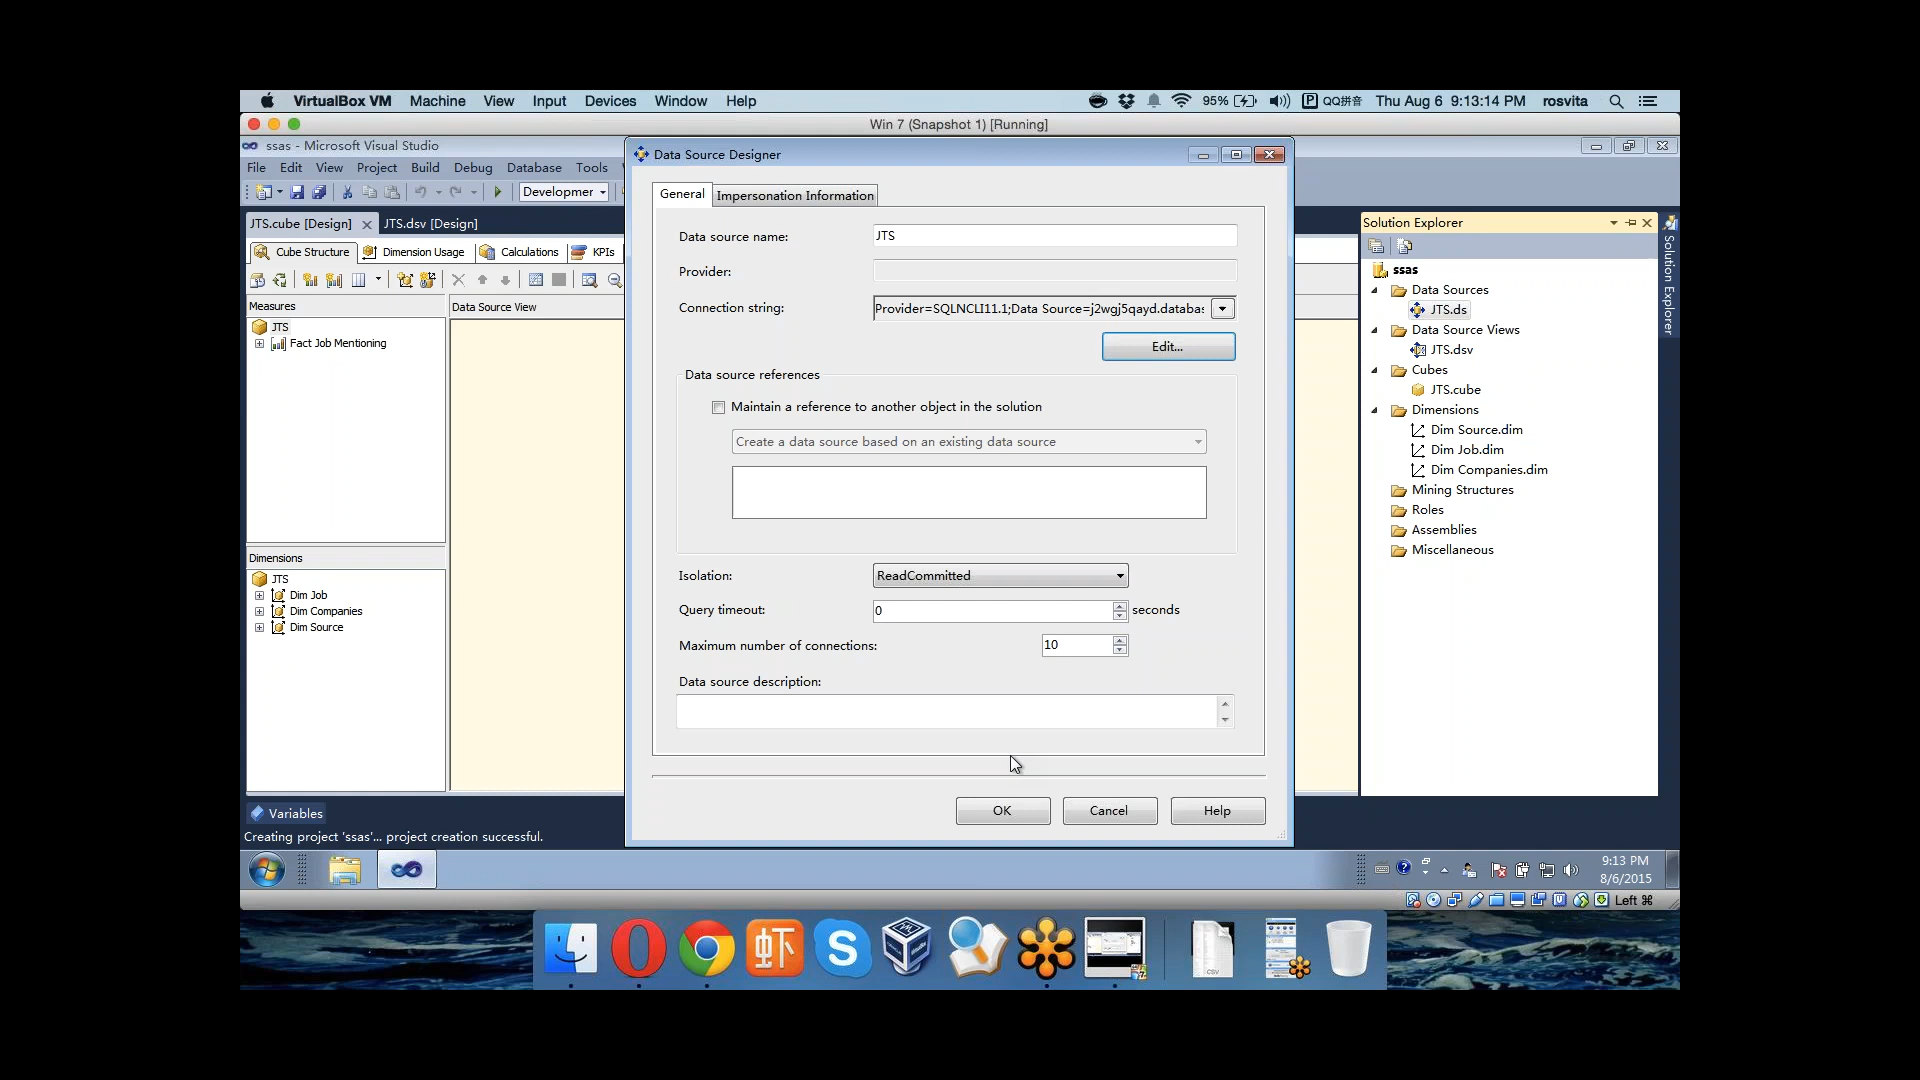 VirtualBox VM Machine View Input Devices Window Help 95% QQ拼音 Thu Aug 6 9:13:14 PM rosvita
Win 7 (Snapshot 1) [Running]
ssas - Microsoft Visual Studio
File Edit View Project Build Debug Database Tools
Developmer
JTS.cube [Design] JTS.dsv [Design]
Cube Structure Dimension Usage Calculations KPIs
Measures
JTS
Fact Job Mentioning
Data Source View
Dimensions
JTS
Dim Job
Dim Companies
Dim Source
Variables
Creating project 'ssas'... project creation successful.
Data Source Designer
General Impersonation Information
Data source name: JTS
Provider:
Connection string: Provider=SQLNCLI11.1;Data Source=j2wgj5qayd.databas
Edit...
Data source references
Maintain a reference to another object in the solution
Create a data source based on an existing data source
Isolation: ReadCommitted
Query timeout: 0 seconds
Maximum number of connections: 10
Data source description:
OK Cancel Help
Solution Explorer
ssas
Data Sources
JTS.ds
Data Source Views
JTS.dsv
Cubes
JTS.cube
Dimensions
Dim Source.dim
Dim Job.dim
Dim Companies.dim
Mining Structures
Roles
Assemblies
Miscellaneous
Solution Explorer
9:13 PM
8/6/2015
Left ⌘
虾
S
CSV